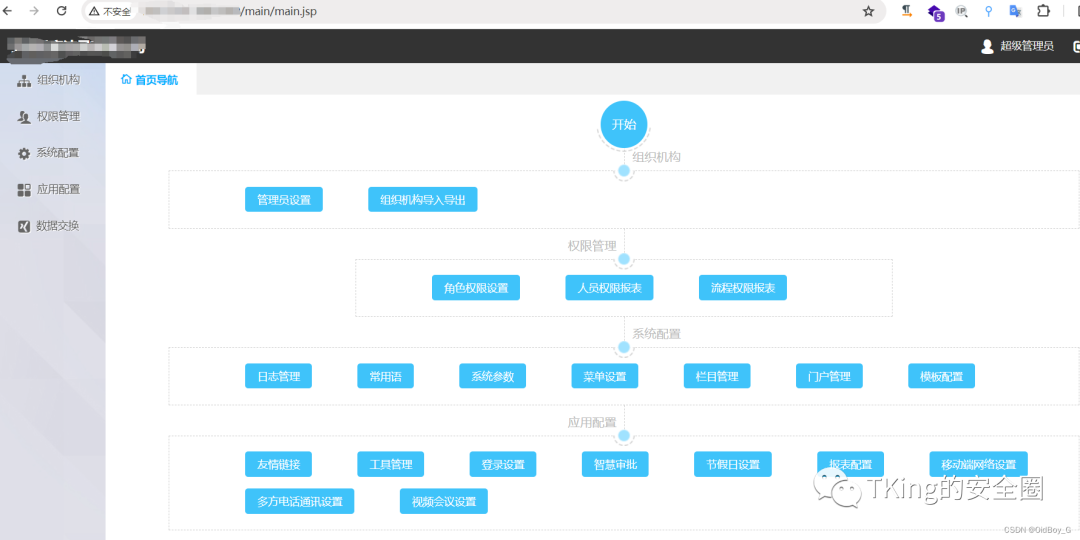 不安全 /main/main.jsp
5
IP
超级管理员
组织机构
权限管理
系统配置
应用配置
数据交换
首页导航
开始
组织机构
管理员设置 组织机构导入导出
权限管理
角色权限设置 人员权限报表 流程权限报表
系统配置
日志管理 常用语 系统参数 菜单设置 栏目管理 门户管理 模板配置
应用配置
友情链接 工具管理 登录设置 智慧审批 节假日设置 报表配置 移动端网络设置
多方电话通讯设置 视频会议设置
TKing的安全圈
CSDN @OldBoy_G